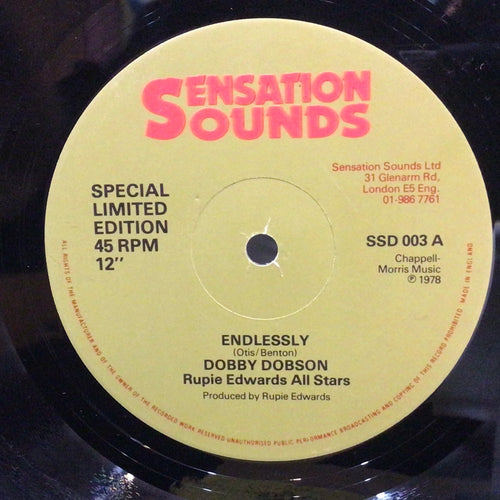 SENSATION
SOUNDS
Sensation Sounds Ltd
31 Glenarm Rd,
London E5 Eng.
01-986 7761
SPECIAL
LIMITED
EDITION
45 RPM
12''
SSD 003 A
Chappell-
Morris Music
℗ 1978
ENDLESSLY
(Otis/Benton)
DOBBY DOBSON
Rupie Edwards All Stars
Produced by Rupie Edwards
ALL RIGHTS OF THE MANUFACTURER AND OF THE OWNER OF THE RECORDED WORK RESERVED UNAUTHORISED PUBLIC PERFORMANCE BROADCASTING AND COPYING OF THIS RECORD PROHIBITED. MADE IN ENGLAND